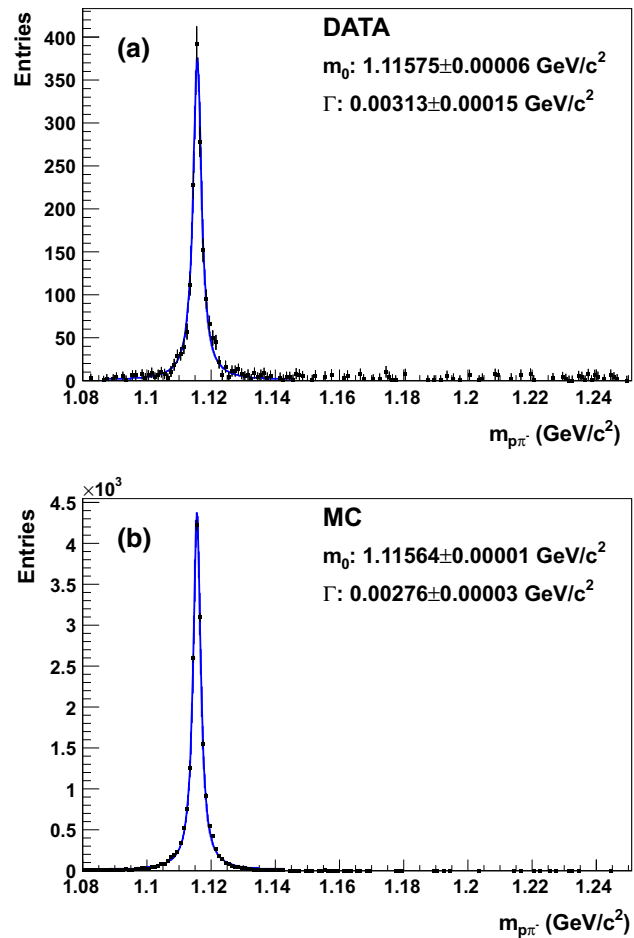 Entries
400
350
300
250
200
150
100
50
0
(a)
DATA
m₀: 1.11575±0.00006 GeV/c²
Γ: 0.00313±0.00015 GeV/c²
1.08 1.1 1.12 1.14 1.16 1.18 1.2 1.22 1.24
m_pπ⁻ (GeV/c²)
×10³
Entries
4.5
4
3.5
3
2.5
2
1.5
1
0.5
0
(b)
MC
m₀: 1.11564±0.00001 GeV/c²
Γ: 0.00276±0.00003 GeV/c²
1.08 1.1 1.12 1.14 1.16 1.18 1.2 1.22 1.24
m_pπ⁻ (GeV/c²)